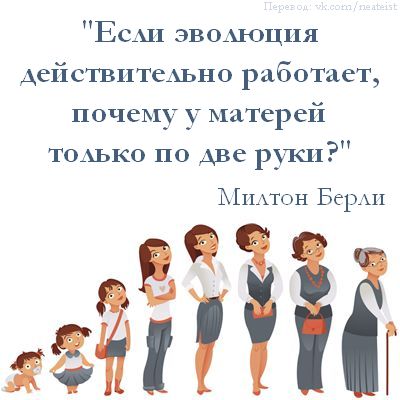 Перевод: vk.com/neateist
"Если эволюция
действительно работает,
почему у матерей
только по две руки?"
Милтон Берли